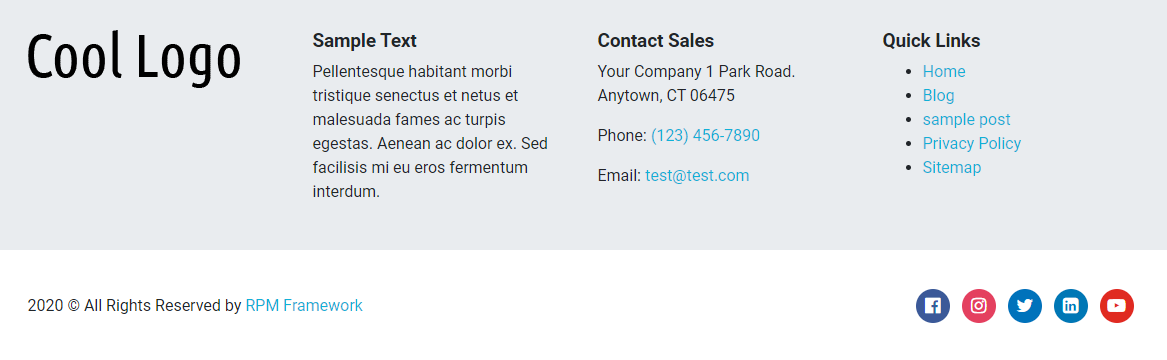 Cool Logo
Sample Text
Pellentesque habitant morbi
tristique senectus et netus et
malesuada fames ac turpis
egestas. Aenean ac dolor ex. Sed
facilisis mi eu eros fermentum
interdum.
Contact Sales
Your Company 1 Park Road.
Anytown, CT 06475
Phone: (123) 456-7890
Email: test@test.com
Quick Links
• Home
• Blog
• sample post
• Privacy Policy
• Sitemap
2020 © All Rights Reserved by RPM Framework